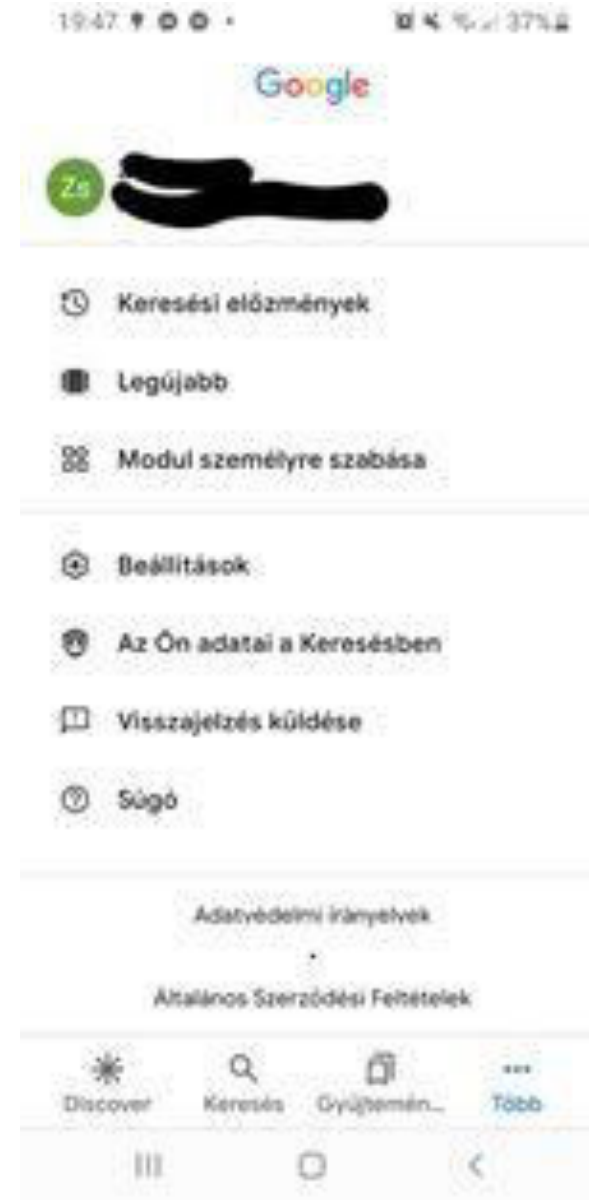 19:47
37%
Google
Zs
Keresési előzmények
Legújabb
Modul személyre szabása
Beállítások
Az Ön adatai a Keresésben
Visszajelzés küldése
Súgó
Adatvédelmi irányelvek
•
Általános Szerződési Feltételek
Discover Keresés Gyűjtemén... Több